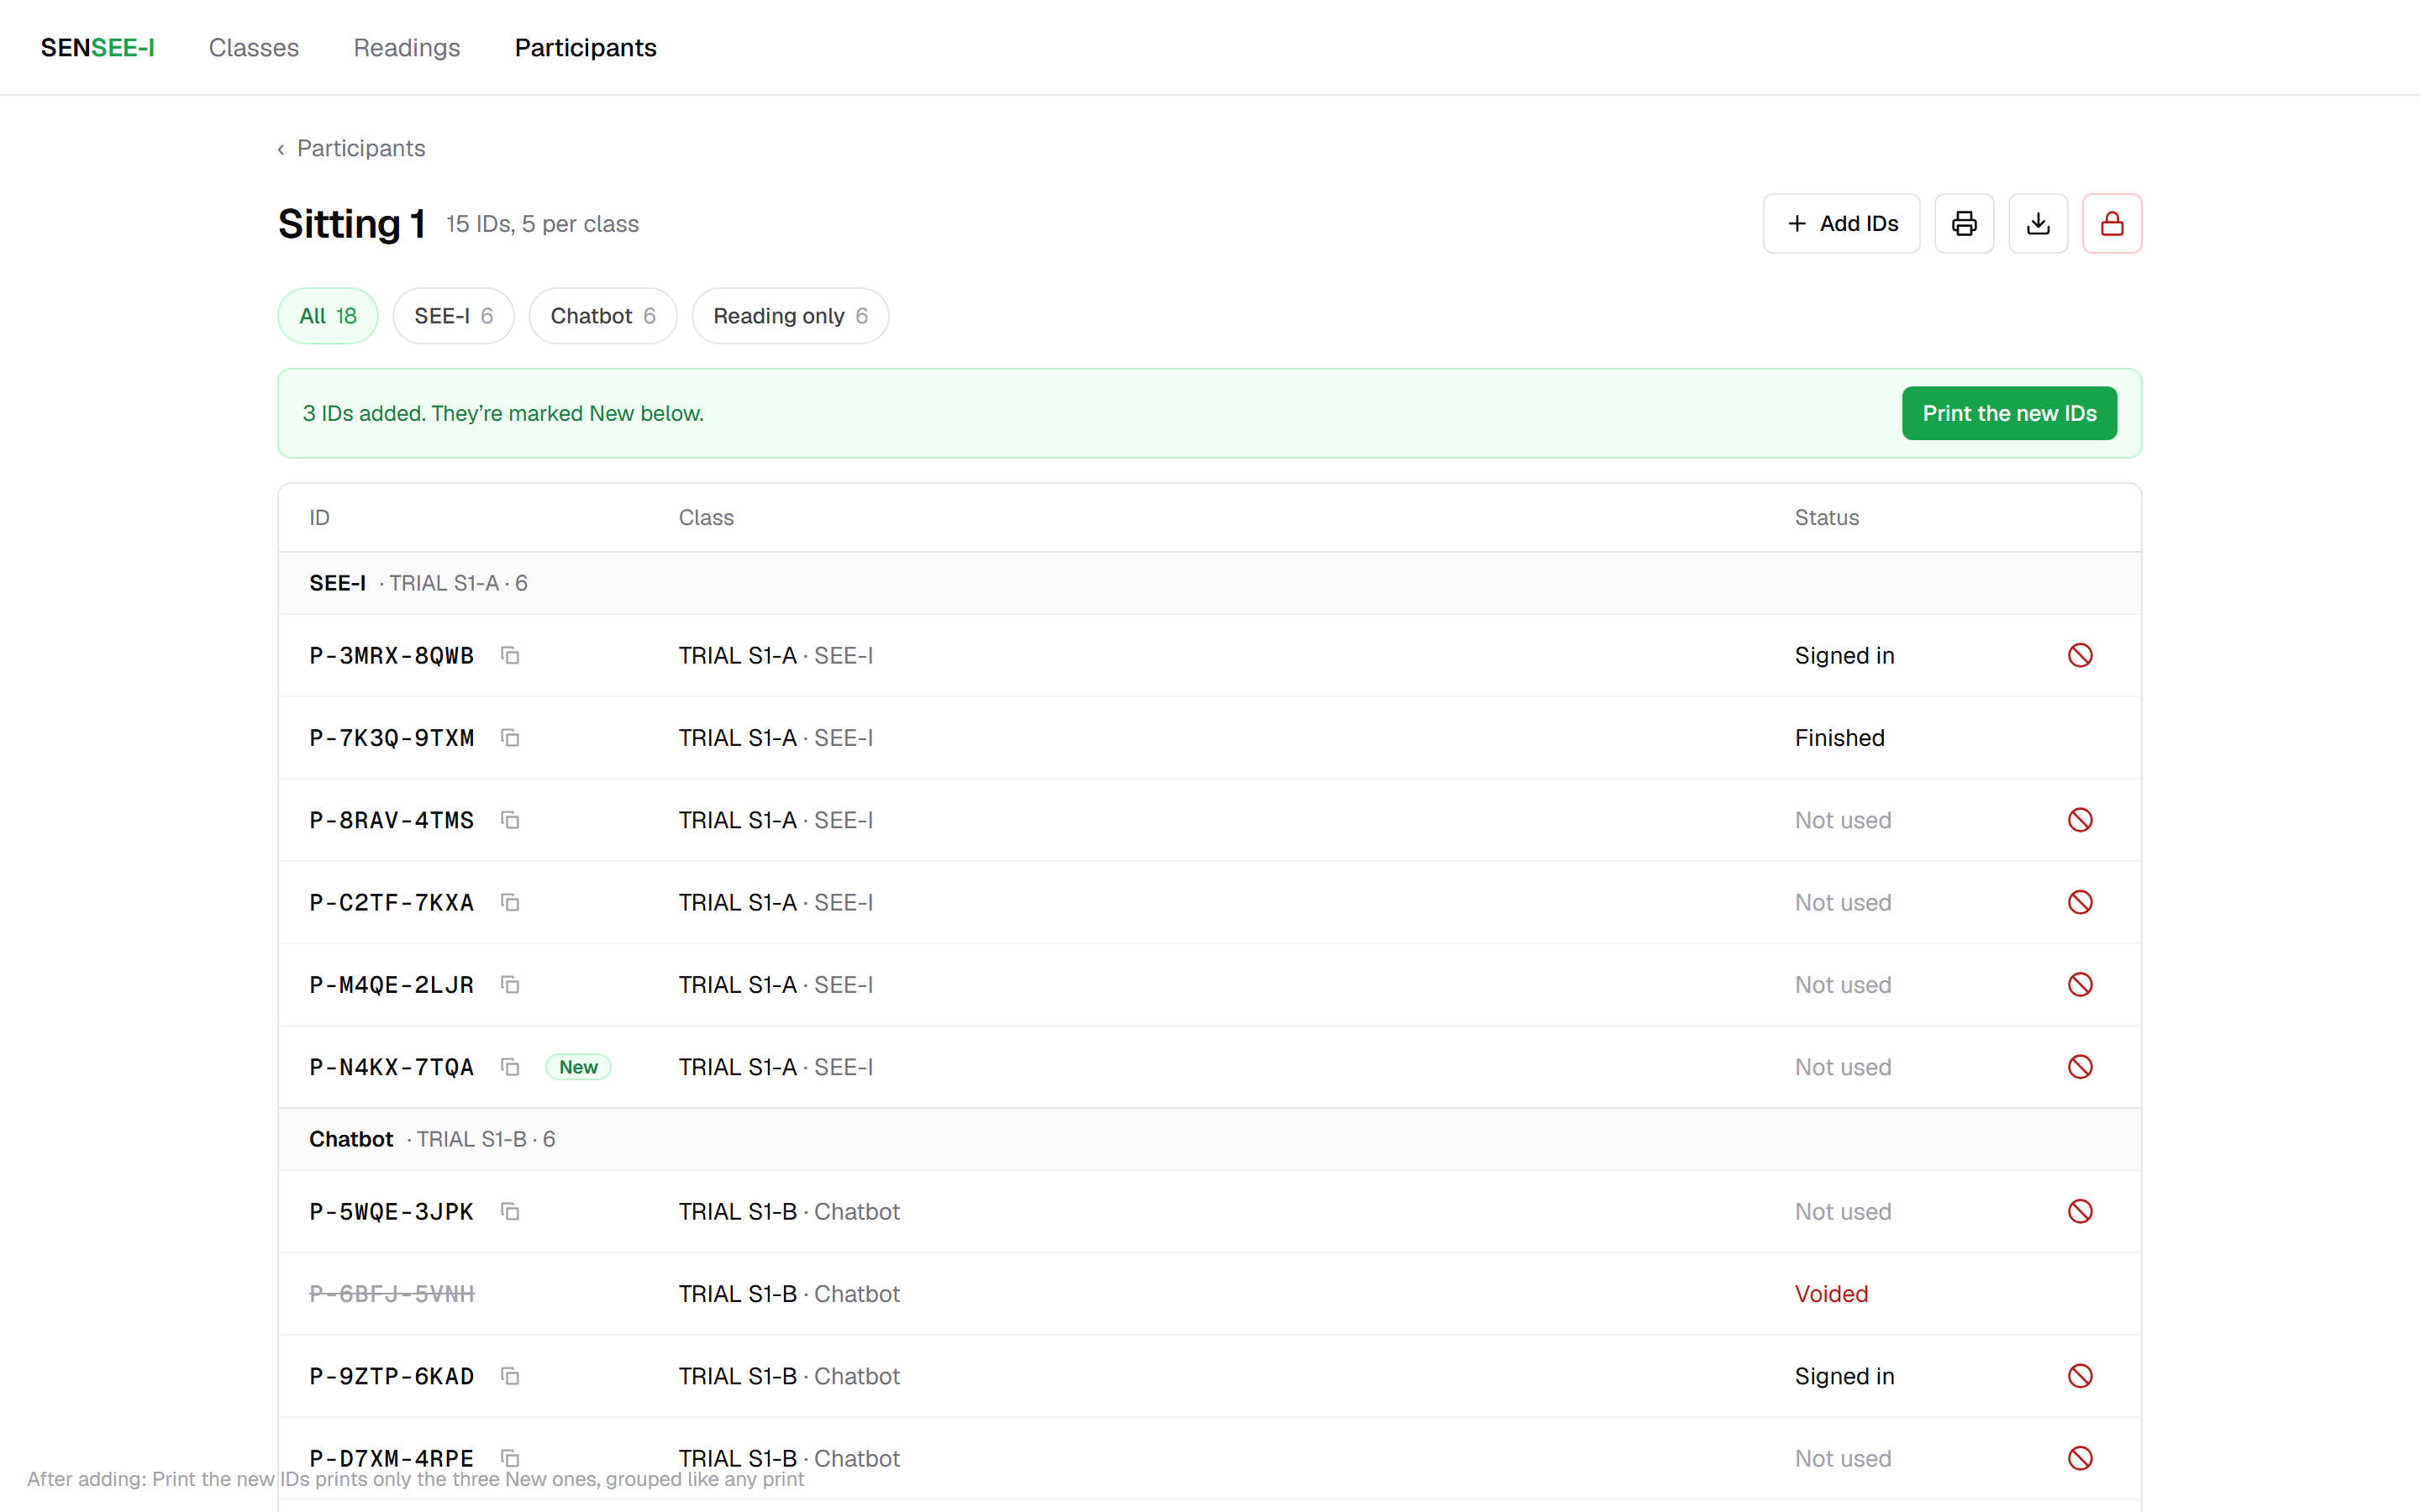 SENSEE-I Classes Readings Participants
‹ Participants
Sitting 1 15 IDs, 5 per class
+ Add IDs
All 18 SEE-I 6 Chatbot 6 Reading only 6
3 IDs added. They’re marked New below.
Print the new IDs
ID Class Status
SEE-I · TRIAL S1-A · 6
P-3MRX-8QWB TRIAL S1-A · SEE-I Signed in
P-7K3Q-9TXM TRIAL S1-A · SEE-I Finished
P-8RAV-4TMS TRIAL S1-A · SEE-I Not used
P-C2TF-7KXA TRIAL S1-A · SEE-I Not used
P-M4QE-2LJR TRIAL S1-A · SEE-I Not used
P-N4KX-7TQA New TRIAL S1-A · SEE-I Not used
Chatbot · TRIAL S1-B · 6
P-5WQE-3JPK TRIAL S1-B · Chatbot Not used
P-6BFJ-5VNH TRIAL S1-B · Chatbot Voided
P-9ZTP-6KAD TRIAL S1-B · Chatbot Signed in
P-D7XM-4RPE TRIAL S1-B · Chatbot Not used
After adding: Print the new IDs prints only the three New ones, grouped like any print